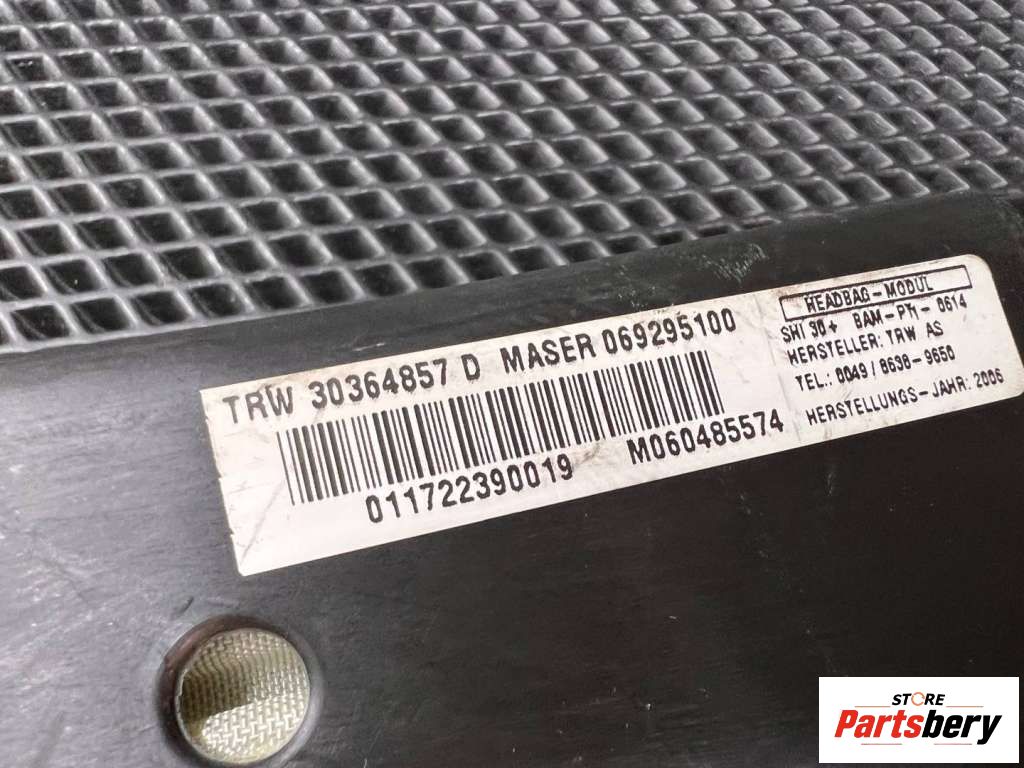 TRW 30364857 D MASER 069295100
011722390019 M060485574
HEADBAG-MODUL
SHI 30+ BAM-PTI-0614
HERSTELLER: TRW AS
TEL.: 0049/8638-9650
HERSTELLUNGS-JAHR: 2006
STORE
Partsbery